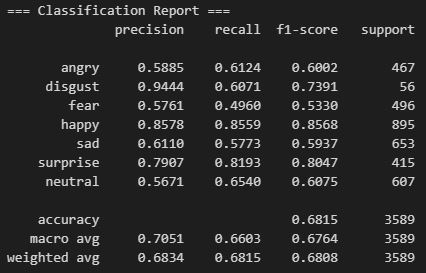 === Classification Report ===
precision recall f1-score support
angry 0.5885 0.6124 0.6002 467
disgust 0.9444 0.6071 0.7391 56
fear 0.5761 0.4960 0.5330 496
happy 0.8578 0.8559 0.8568 895
sad 0.6110 0.5773 0.5937 653
surprise 0.7907 0.8193 0.8047 415
neutral 0.5671 0.6540 0.6075 607
accuracy 0.6815 3589
macro avg 0.7051 0.6603 0.6764 3589
weighted avg 0.6834 0.6815 0.6808 3589